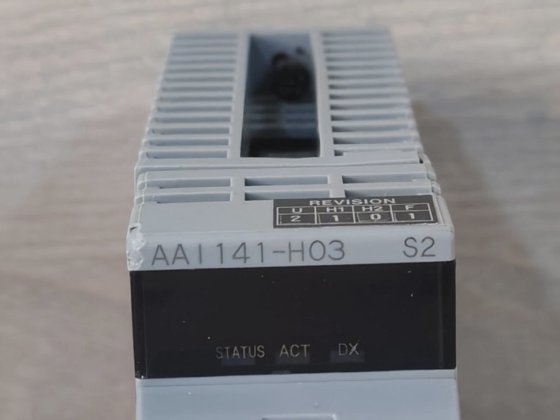 REVISION
U H1 H2 F
2 1 0 1
AAI141-H03 S2
STATUS ACT DX